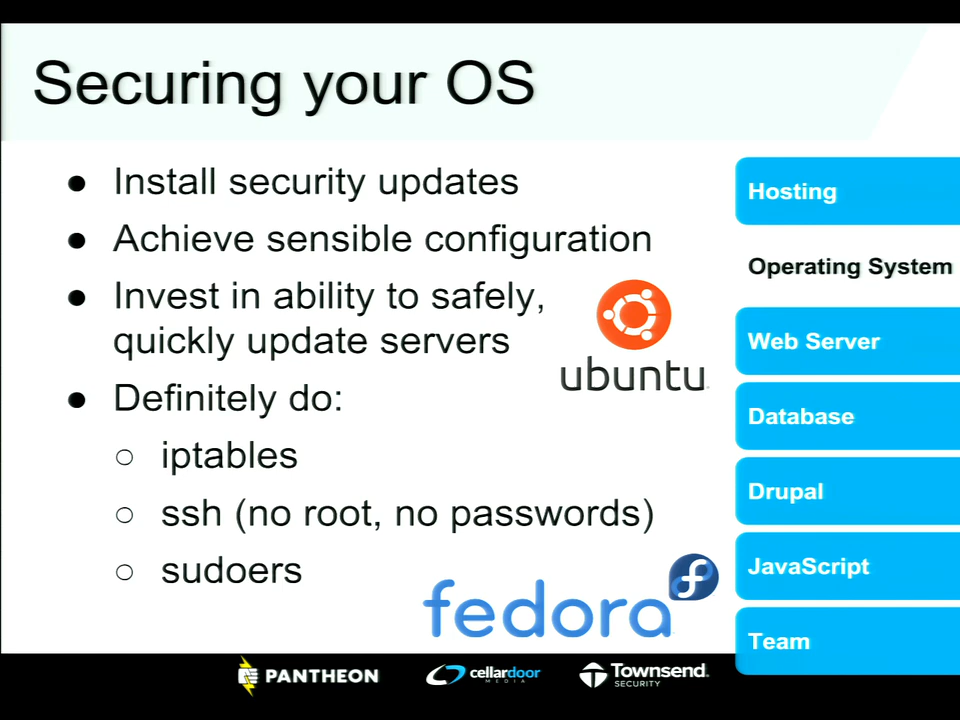 Securing your OS
● Install security updates
● Achieve sensible configuration
● Invest in ability to safely,
quickly update servers
● Definitely do:
○ iptables
○ ssh (no root, no passwords)
○ sudoers
ubuntu
fedora
Hosting
Operating System
Web Server
Database
Drupal
JavaScript
Team
PANTHEON
cellardoor
MEDIA
Townsend
SECURITY